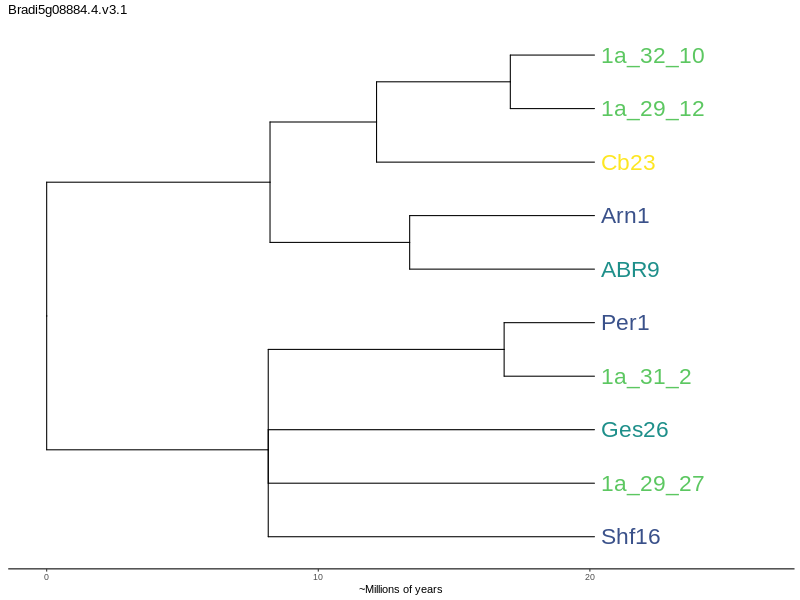 Bradi5g08884.4.v3.1
1a_32_10
1a_29_12
Cb23
Arn1
ABR9
Per1
1a_31_2
Ges26
1a_29_27
Shf16
0 10 20
~Millions of years